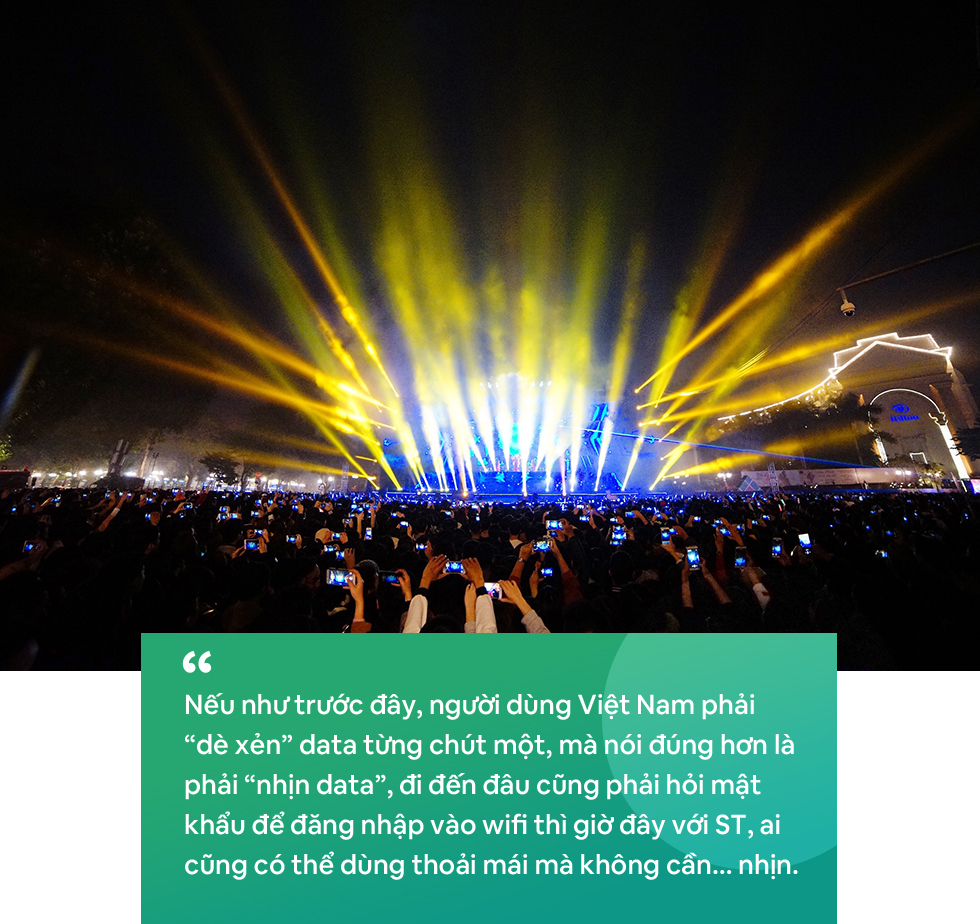 “
Nếu như trước đây, người dùng Việt Nam phải
“dè xẻn” data từng chút một, mà nói đúng hơn là
phải “nhịn data”, đi đến đâu cũng phải hỏi mật
khẩu để đăng nhập vào wifi thì giờ đây với ST, ai
cũng có thể dùng thoải mái mà không cần... nhịn.